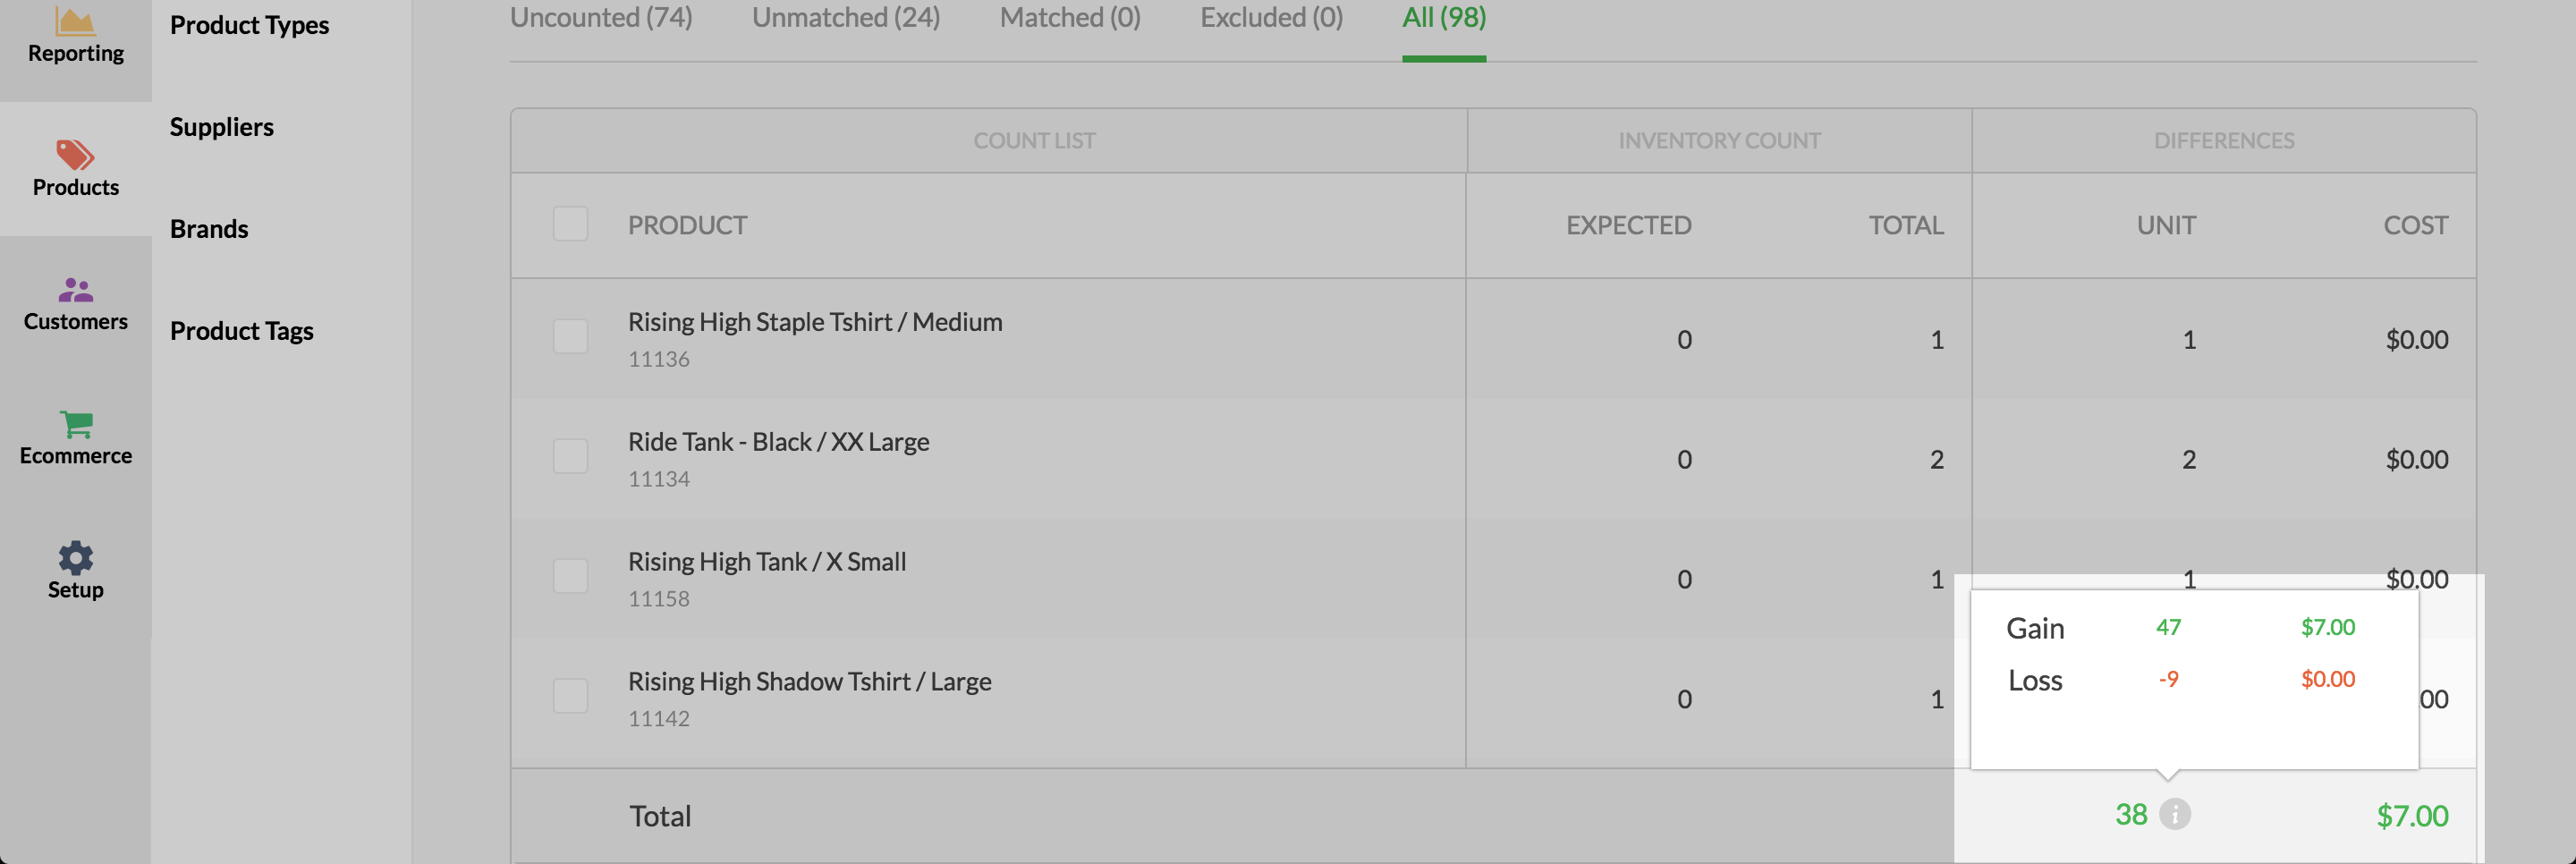 Reporting
Products
Customers
Ecommerce
Setup
Product Types
Suppliers
Brands
Product Tags
Uncounted (74) Unmatched (24) Matched (0) Excluded (0) All (98)
COUNT LIST INVENTORY COUNT DIFFERENCES
PRODUCT EXPECTED TOTAL UNIT COST
Rising High Staple Tshirt / Medium 0 1 1 $0.00
11136
Ride Tank - Black / XX Large 0 2 2 $0.00
11134
Rising High Tank / X Small 0 1 1 $0.00
11158
Rising High Shadow Tshirt / Large 0 1 .00
11142
Gain 47 $7.00
Loss -9 $0.00
Total 38 i $7.00